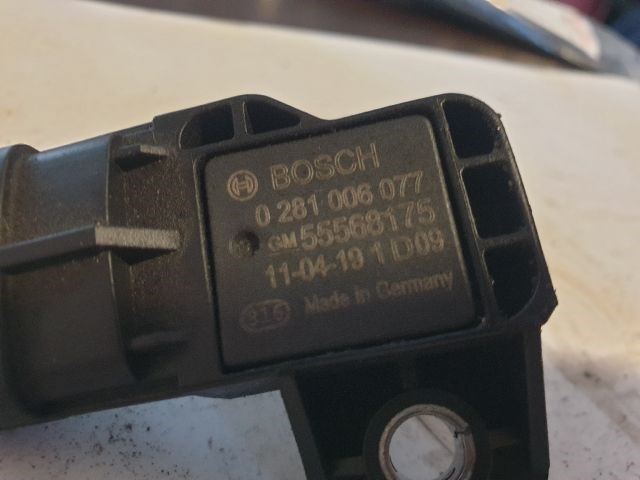 BOSCH
0 281 006 077
GM 55568175
11-04-19 1 D09
Made in Germany